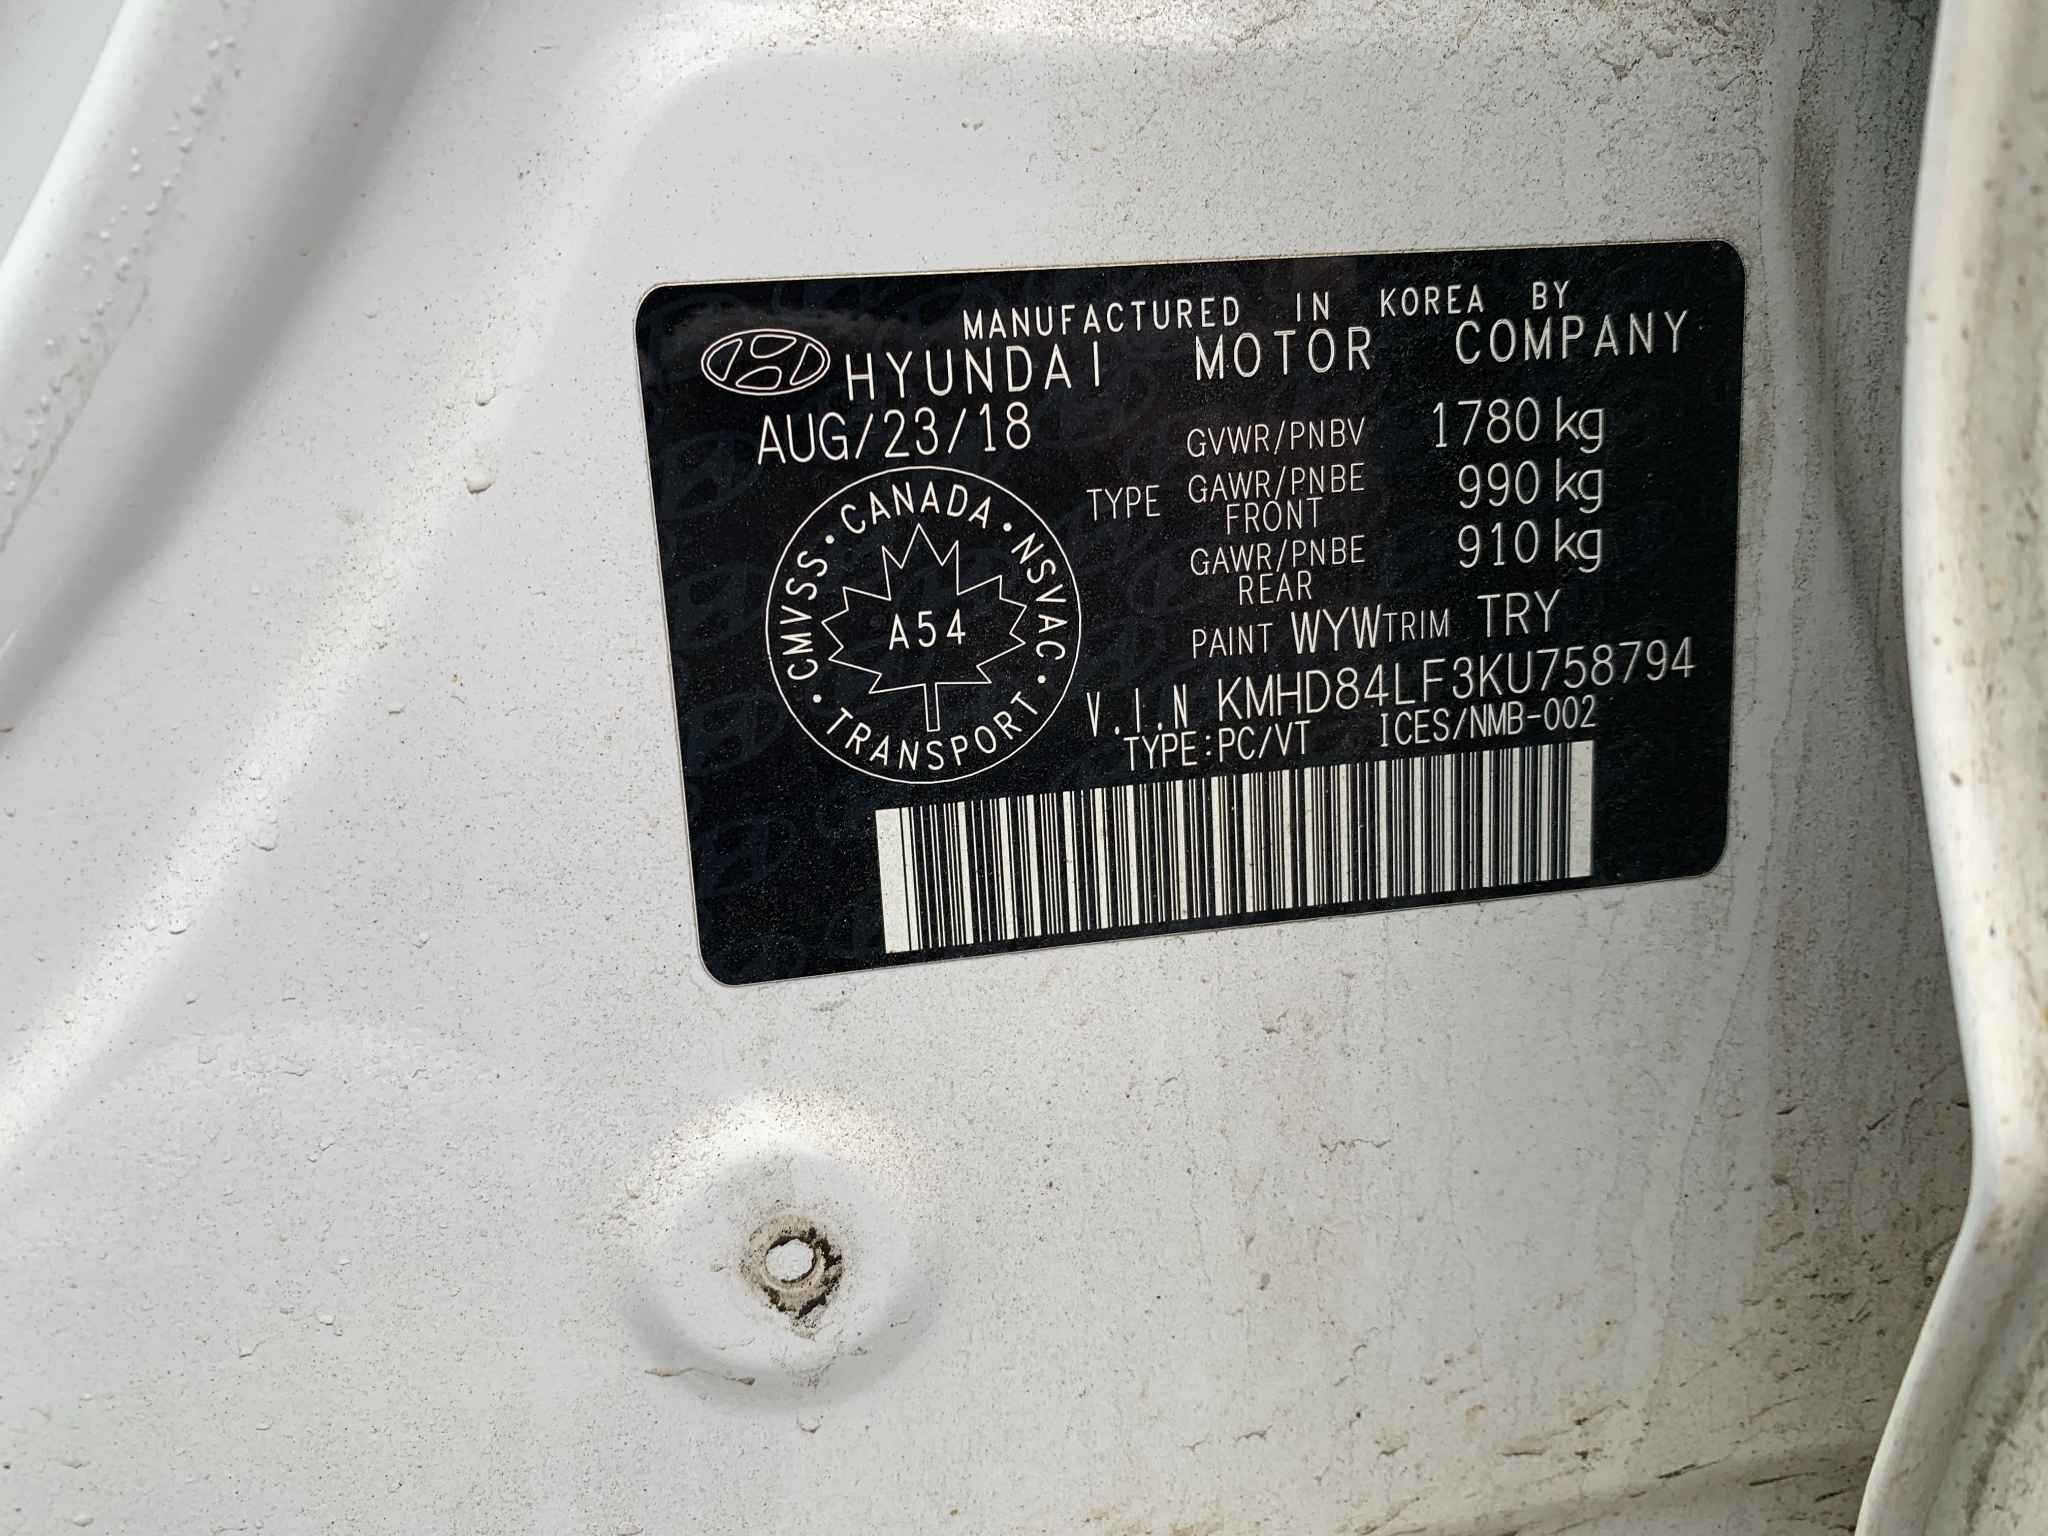 MANUFACTURED IN KOREA BY
HYUNDAI MOTOR COMPANY
AUG/23/18
GVWR/PNBV 1780 kg
TYPE GAWR/PNBE FRONT 990 kg
GAWR/PNBE REAR 910 kg
CMVSS · CANADA · NSVAC · TRANSPORT ·
A54
PAINT WYW TRIM TRY
V.I.N KMHD84LF3KU758794
TYPE:PC/VT ICES/NMB-002